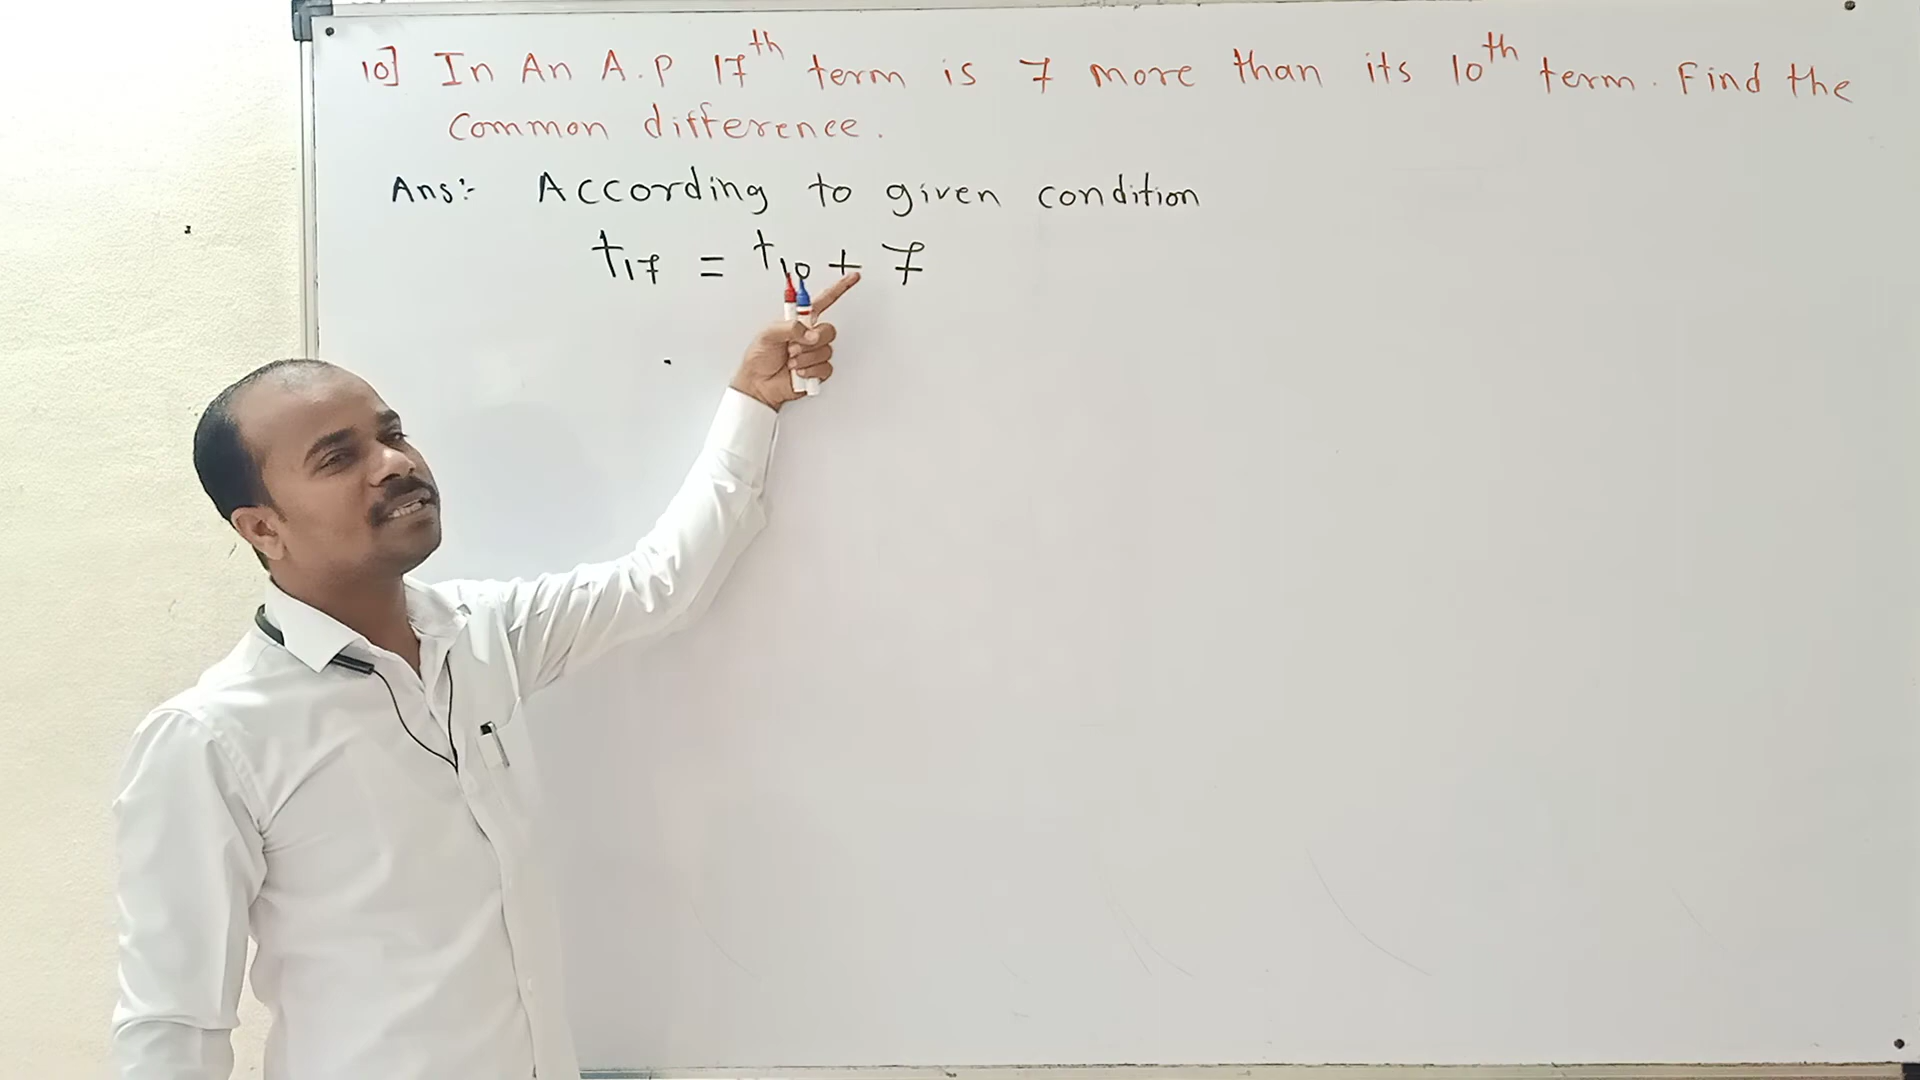 10] In An A.P 17th term is 7 more than its 10th term. Find the
Common difference.
Ans:- According to given condition
t17 = t10 + 7